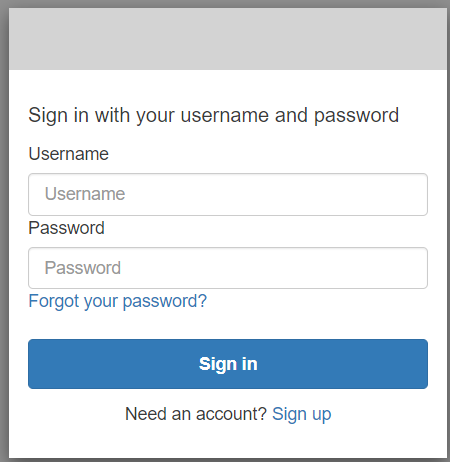 Sign in with your username and password
Username
Username
Password
Password
Forgot your password?
Sign in
Need an account? Sign up